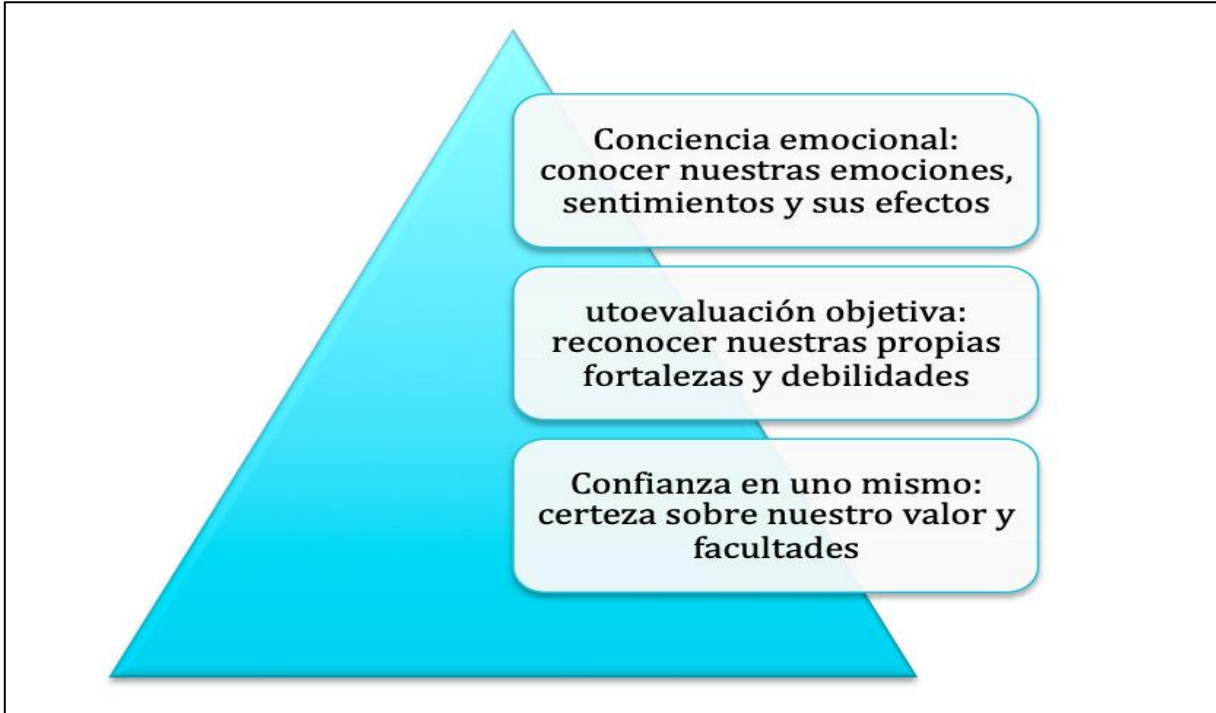 Conciencia emocional:
conocer nuestras emociones,
sentimientos y sus efectos
utoevaluación objetiva:
reconocer nuestras propias
fortalezas y debilidades
Confianza en uno mismo:
certeza sobre nuestro valor y
facultades